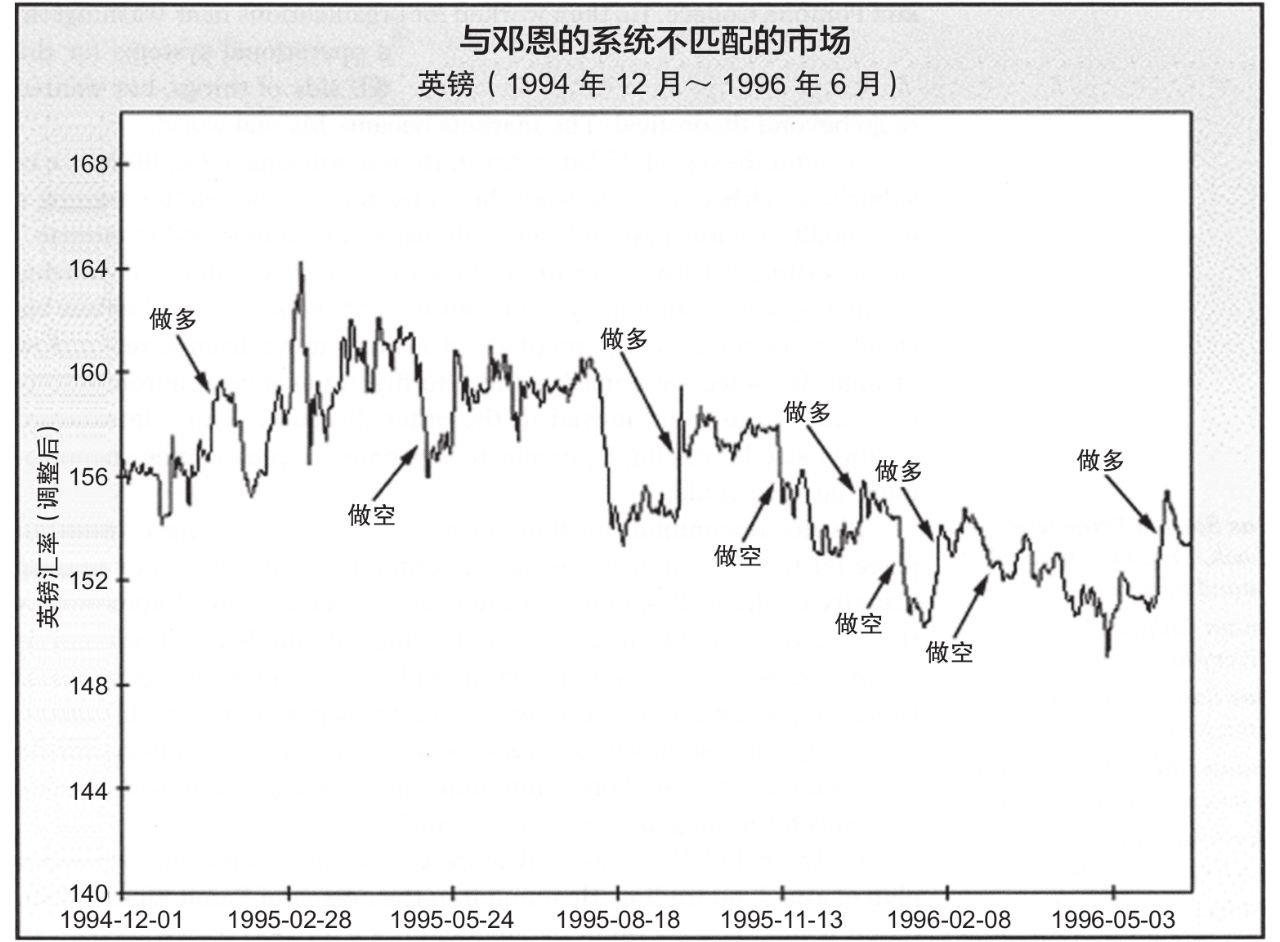 与邓恩的系统不匹配的市场
英镑（1994 年 12 月～ 1996 年 6 月）
168
164
做多
做多
160
做多
做多
做多
英镑汇率（调整后）
156
做空
做空
152
做空
做空
148
144
140
1994-12-01
1995-02-28
1995-05-24
1995-08-18
1995-11-13
1996-02-08
1996-05-03